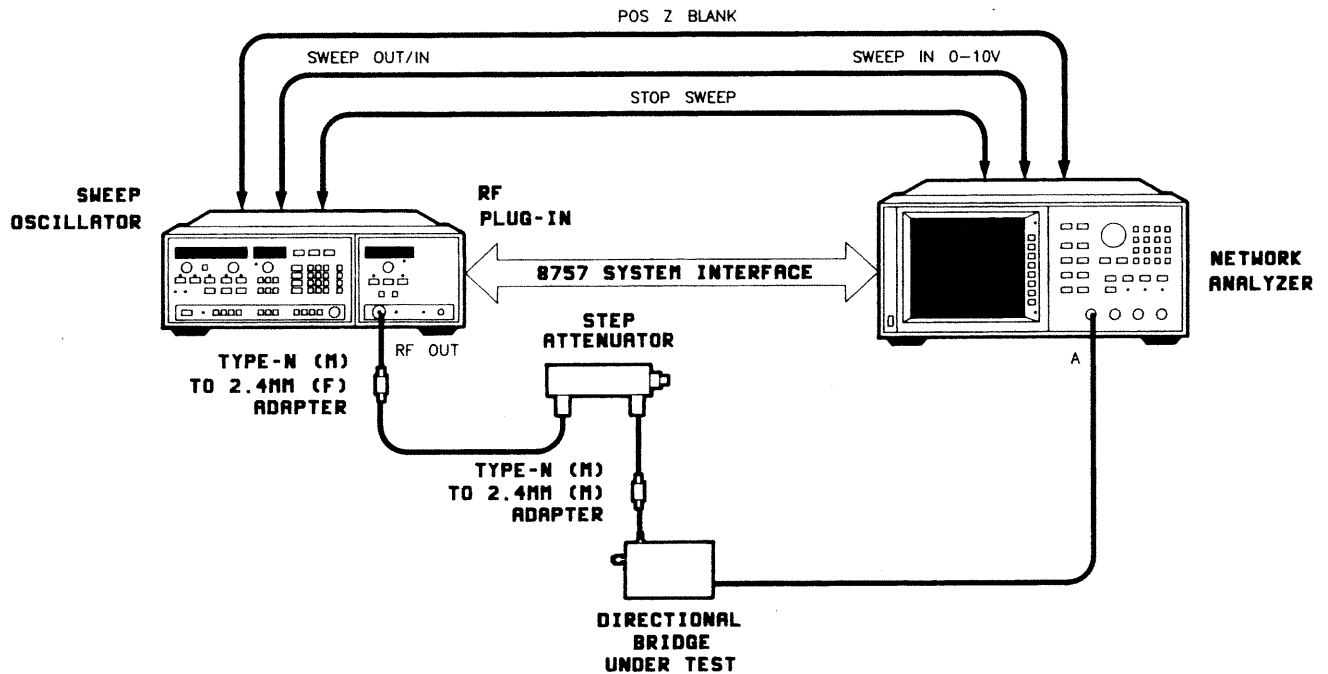 POS Z BLANK
SWEEP OUT/IN
SWEEP IN 0-10V
STOP SWEEP
SWEEP
OSCILLATOR
RF
PLUG-IN
8757 SYSTEM INTERFACE
NETWORK
ANALYZER
STEP
ATTENUATOR
RF OUT
A
TYPE-N (M)
TO 2.4MM (F)
ADAPTER
TYPE-N (M)
TO 2.4MM (M)
ADAPTER
DIRECTIONAL
BRIDGE
UNDER TEST